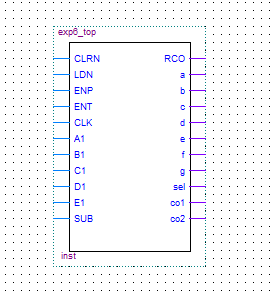 exp6_top
CLRN RCO
LDN a
ENP b
ENT c
CLK d
A1 e
B1 f
C1 g
D1 sel
E1 co1
SUB co2
inst